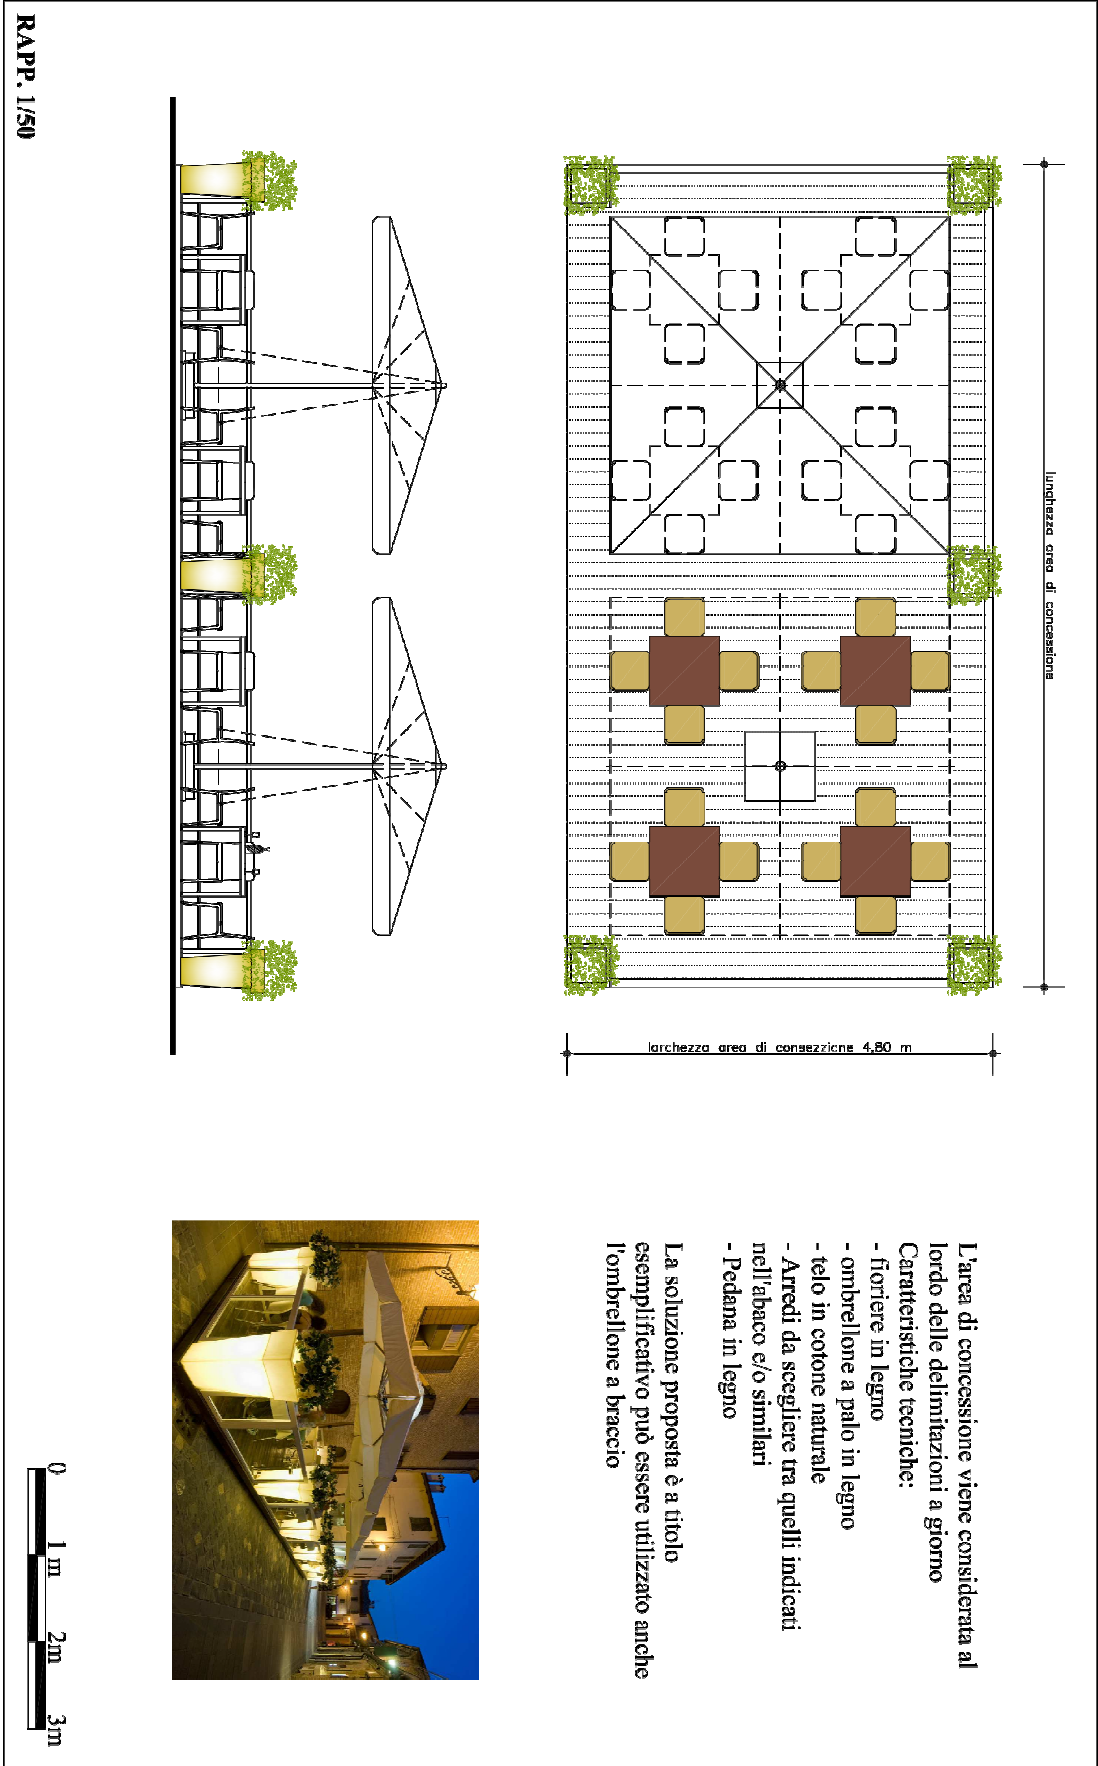 lunghezza area di concessione
larchezza area di consezzione 4,80 m
L'area di concessione viene considerata al
lordo delle delimitazioni a giorno
Caratteristiche tecniche:
- fioriere in legno
- ombrellone a palo in legno
- telo in cotone naturale
- Arredi da scegliere tra quelli indicati
nell'abaco e/o similari
- Pedana in legno
La soluzione proposta è a titolo
esemplificativo può essere utilizzato anche
l'ombrellone a braccio
RAPP. 1/50
0 1 m 2m 3m